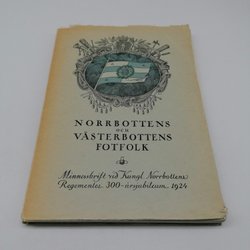 NORRBOTTENS
OCH
VÄSTERBOTTENS
FOTFOLK
Minnesskrift vid Kungl. Norrbottens
Regementes 300-årsjubileum 1924